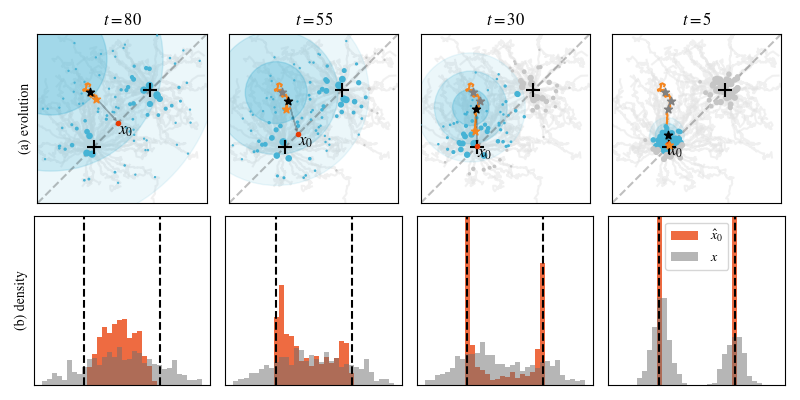 t = 80
t = 55
t = 30
t = 5
(a) evolution
x₀
x₀
x₀
x₀
(b) density
x̂₀
x